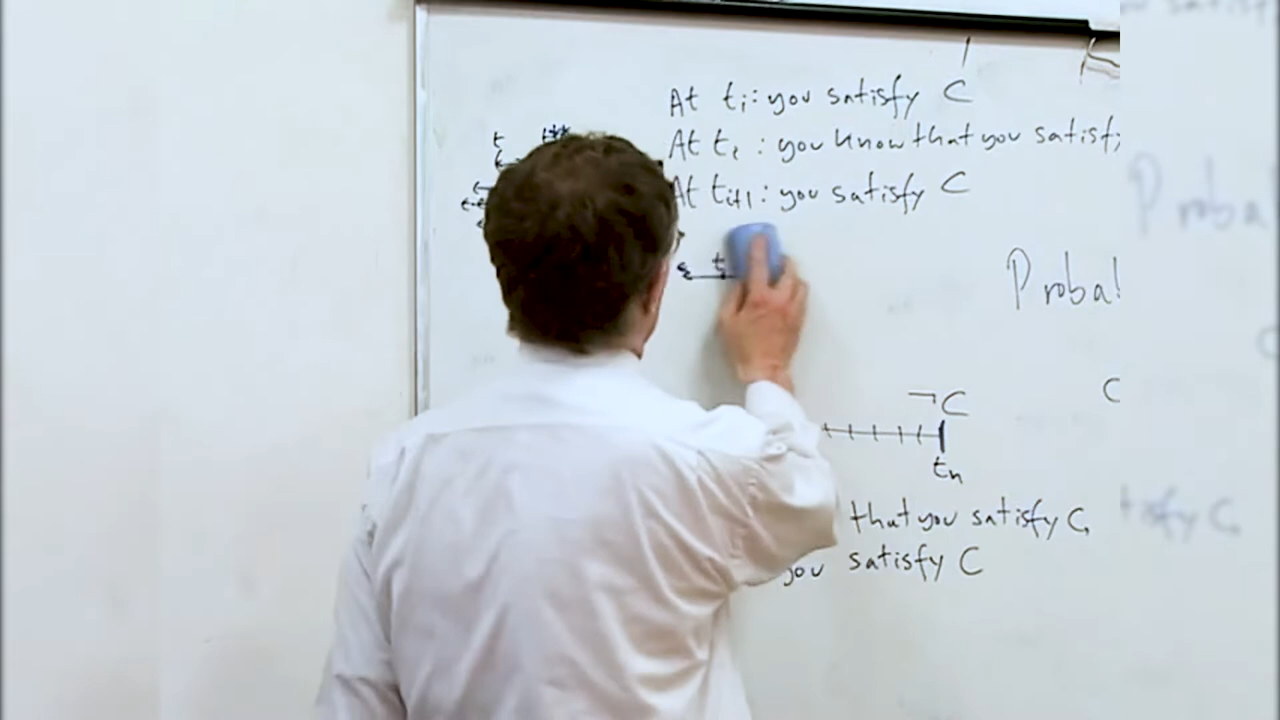 At tᵢ: you satisfy C
At tᵢ : you know that you satisf
At tᵢ₊₁: you satisfy C
t
t
Proba
¬C
C
tₙ
that you satisfy C,
you satisfy C